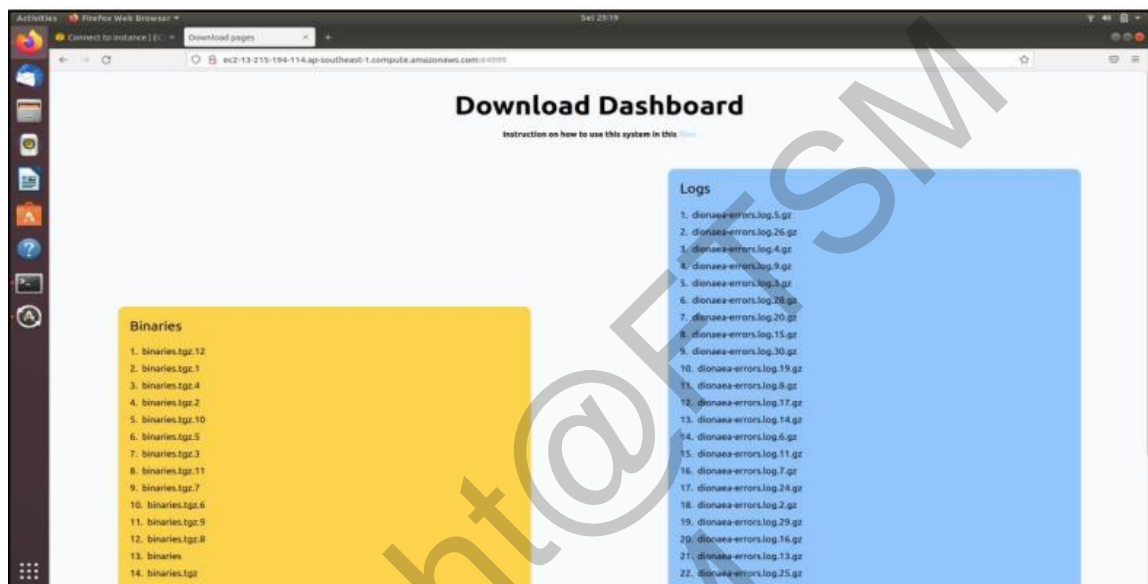 Activities Firefox Web Browser
Sel 23:19
Connect to instance | EC
Download pages
ec2-13-215-194-114.ap-southeast-1.compute.amazonaws.com
Download Dashboard
Instruction on how to use this system in this
Binaries
1. binaries.tgz.12
2. binaries.tgz.1
3. binaries.tgz.4
4. binaries.tgz.2
5. binaries.tgz.10
6. binaries.tgz.5
7. binaries.tgz.3
8. binaries.tgz.11
9. binaries.tgz.7
10. binaries.tgz.6
11. binaries.tgz.9
12. binaries.tgz.8
13. binaries
14. binaries.tgz
Logs
1. dionaea-errors.log.5.gz
2. dionaea-errors.log.26.gz
3. dionaea-errors.log.4.gz
4. dionaea-errors.log.9.gz
5. dionaea-errors.log.3.gz
6. dionaea-errors.log.28.gz
7. dionaea-errors.log.20.gz
8. dionaea-errors.log.15.gz
9. dionaea-errors.log.30.gz
10. dionaea-errors.log.19.gz
11. dionaea-errors.log.8.gz
12. dionaea-errors.log.17.gz
13. dionaea-errors.log.14.gz
14. dionaea-errors.log.6.gz
15. dionaea-errors.log.11.gz
16. dionaea-errors.log.7.gz
17. dionaea-errors.log.24.gz
18. dionaea-errors.log.2.gz
19. dionaea-errors.log.29.gz
20. dionaea-errors.log.16.gz
21. dionaea-errors.log.13.gz
22. dionaea-errors.log.25.gz
ht@FTSM